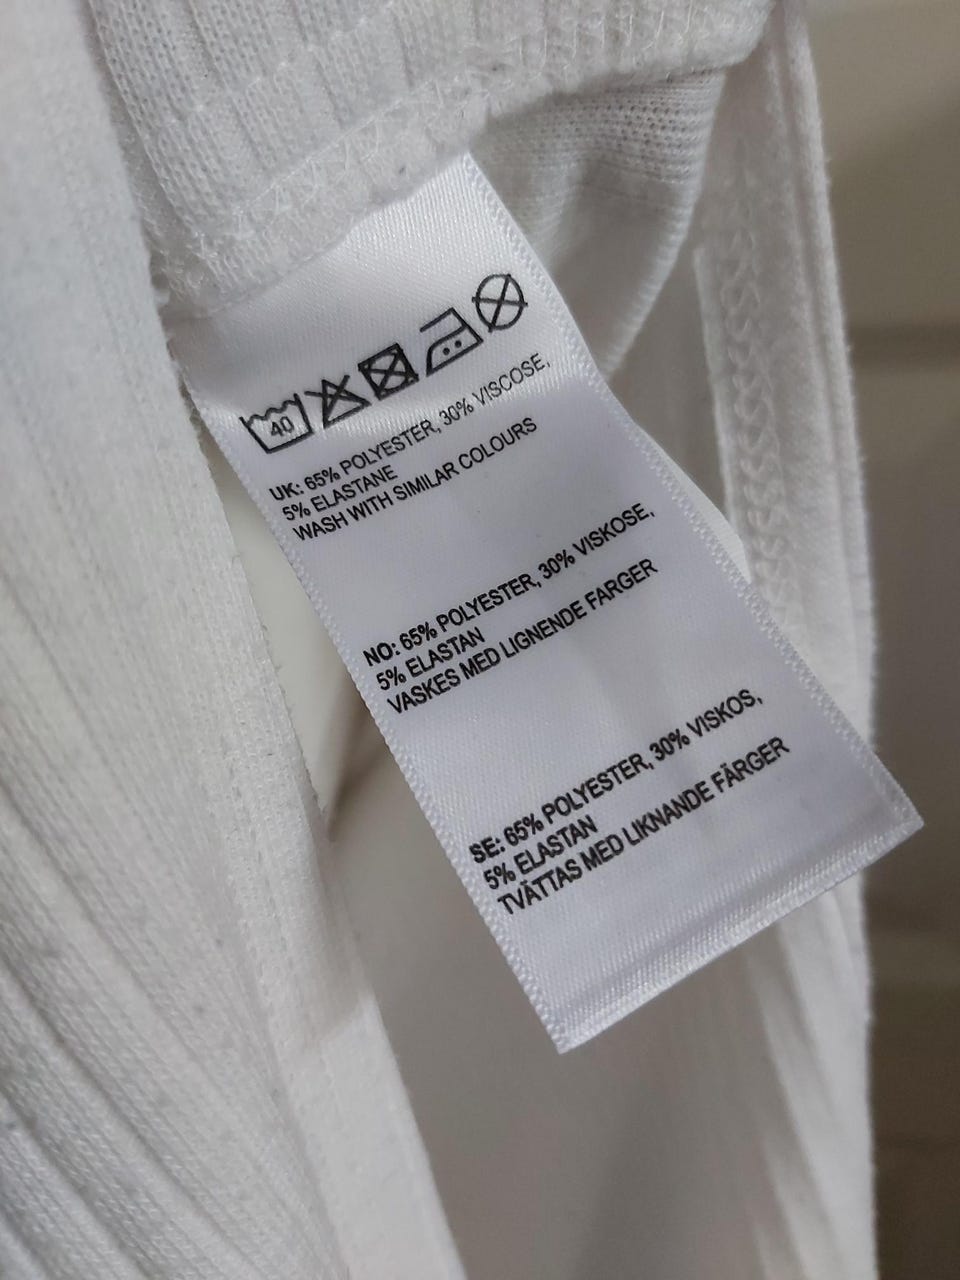 40
UK: 65% POLYESTER, 30% VISCOSE,
5% ELASTANE
WASH WITH SIMILAR COLOURS
NO: 65% POLYESTER, 30% VISKOSE,
5% ELASTAN
VASKES MED LIGNENDE FARGER
SE: 65% POLYESTER, 30% VISKOS,
5% ELASTAN
TVÄTTAS MED LIKNANDE FÄRGER